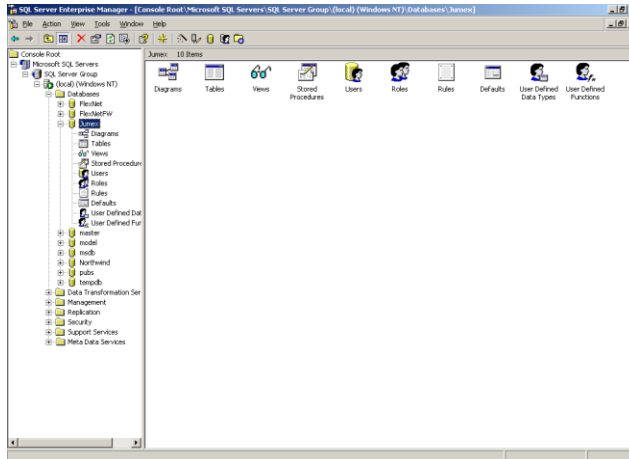 SQL Server Enterprise Manager - [Console Root\Microsoft SQL Servers\SQL Server Group\(local) (Windows NT)\Databases\Jumex]
File Action View Tools Window Help
Console Root
Microsoft SQL Servers
SQL Server Group
(local) (Windows NT)
Databases
FlexNet
FlexNetFW
Jumex
Diagrams
Tables
Views
Stored Procedure
Users
Roles
Rules
Defaults
User Defined Dat
User Defined Fur
master
model
msdb
Northwind
pubs
tempdb
Data Transformation Ser
Management
Replication
Security
Support Services
Meta Data Services
Jumex 10 Items
Diagrams
Tables
Views
Stored Procedures
Users
Roles
Rules
Defaults
User Defined Data Types
User Defined Functions